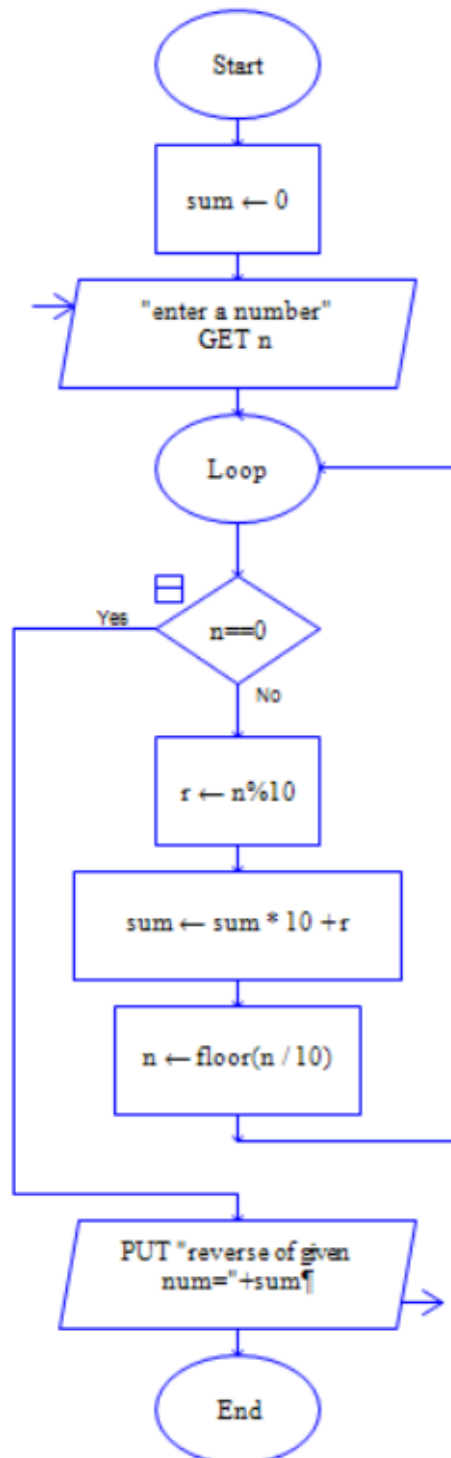 Start
sum ← 0
"enter a number"
GET n
Loop
Yes
n==0
No
r ← n%10
sum ← sum * 10 + r
n ← floor(n / 10)
PUT "reverse of given
num="+sum¶
End